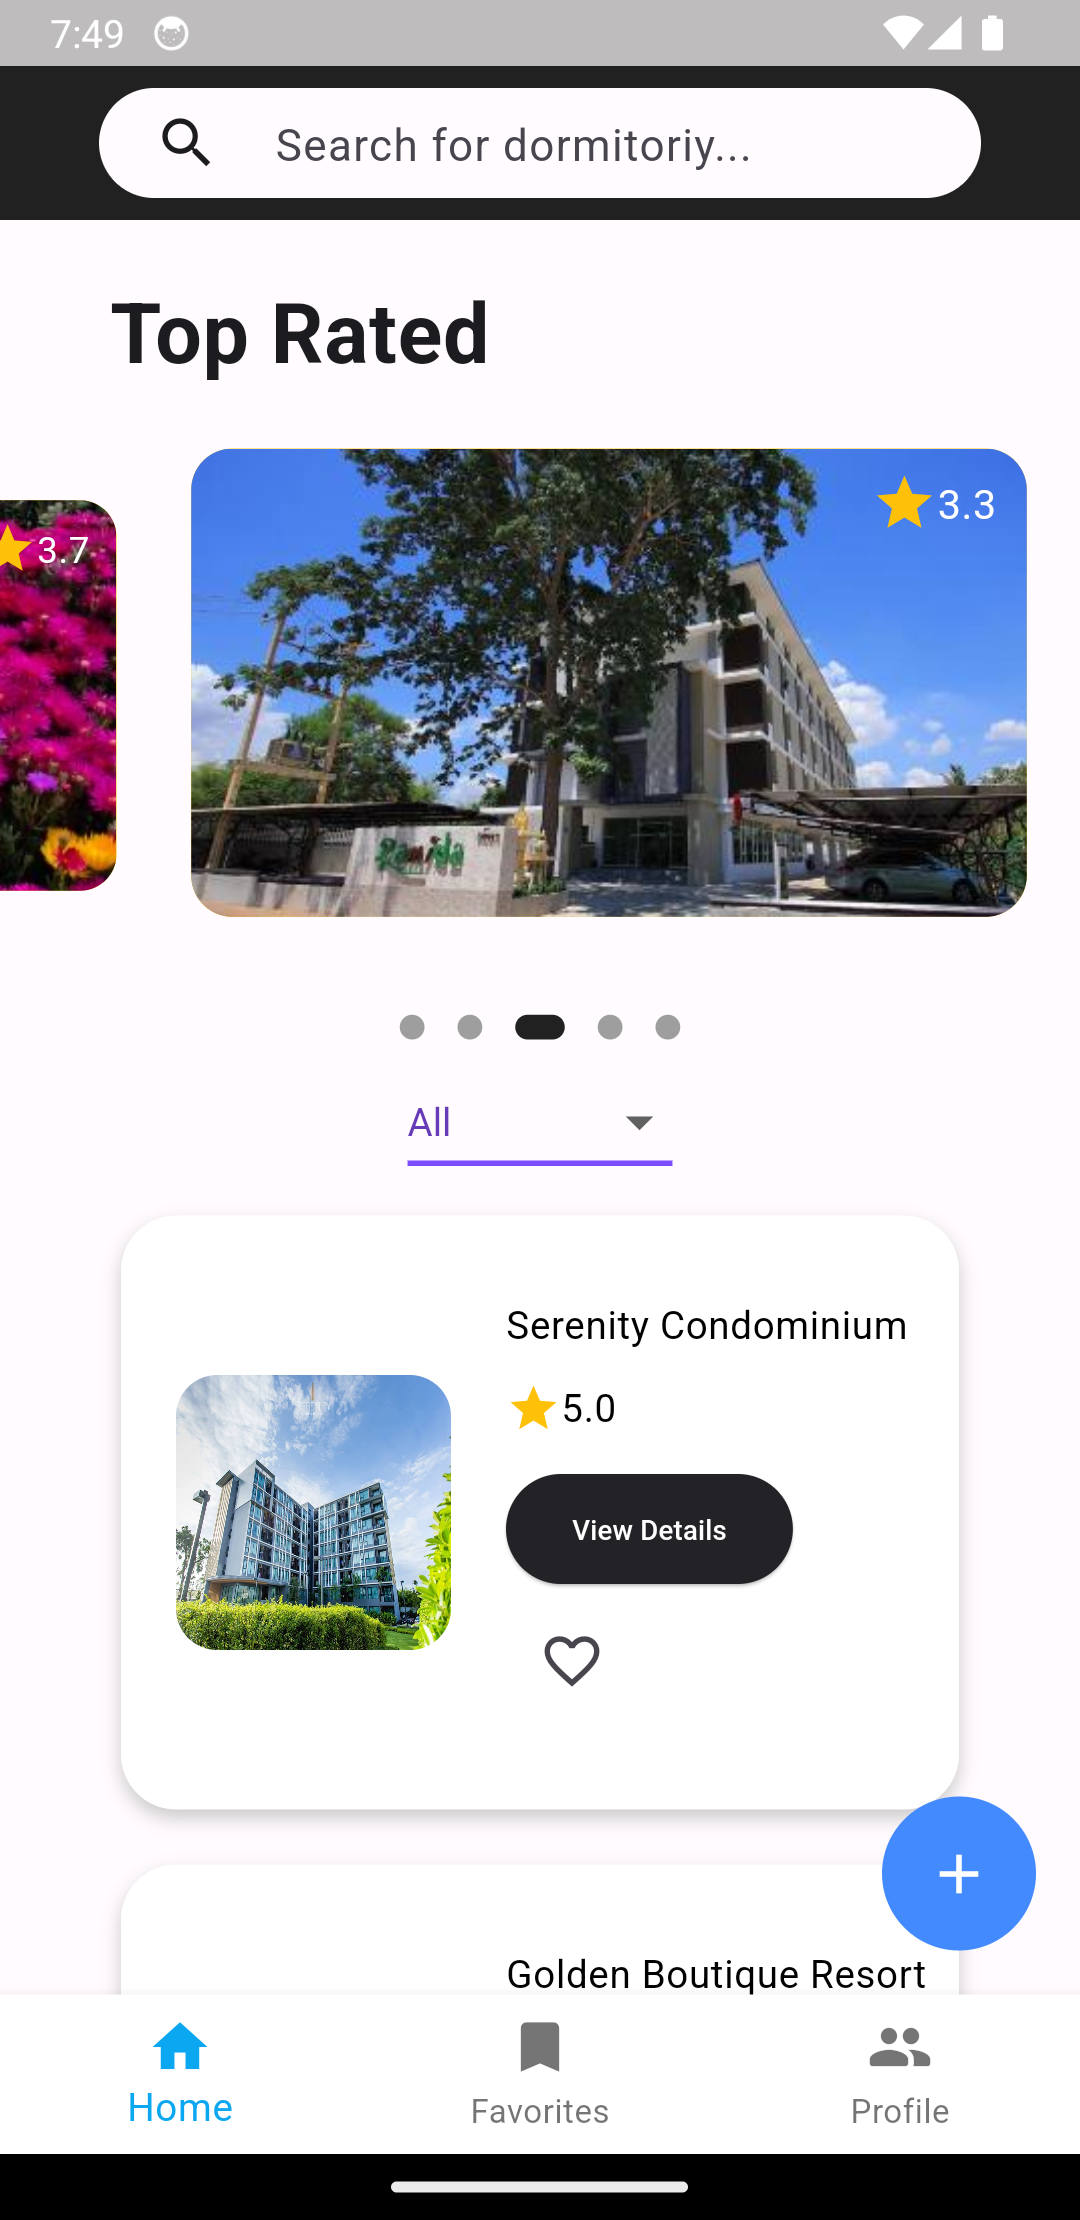 7:49
Search for dormitoriy...
Top Rated
3.7
3.3
Remida
All
Serenity Condominium
5.0
View Details
Golden Boutique Resort
Home
Favorites
Profile